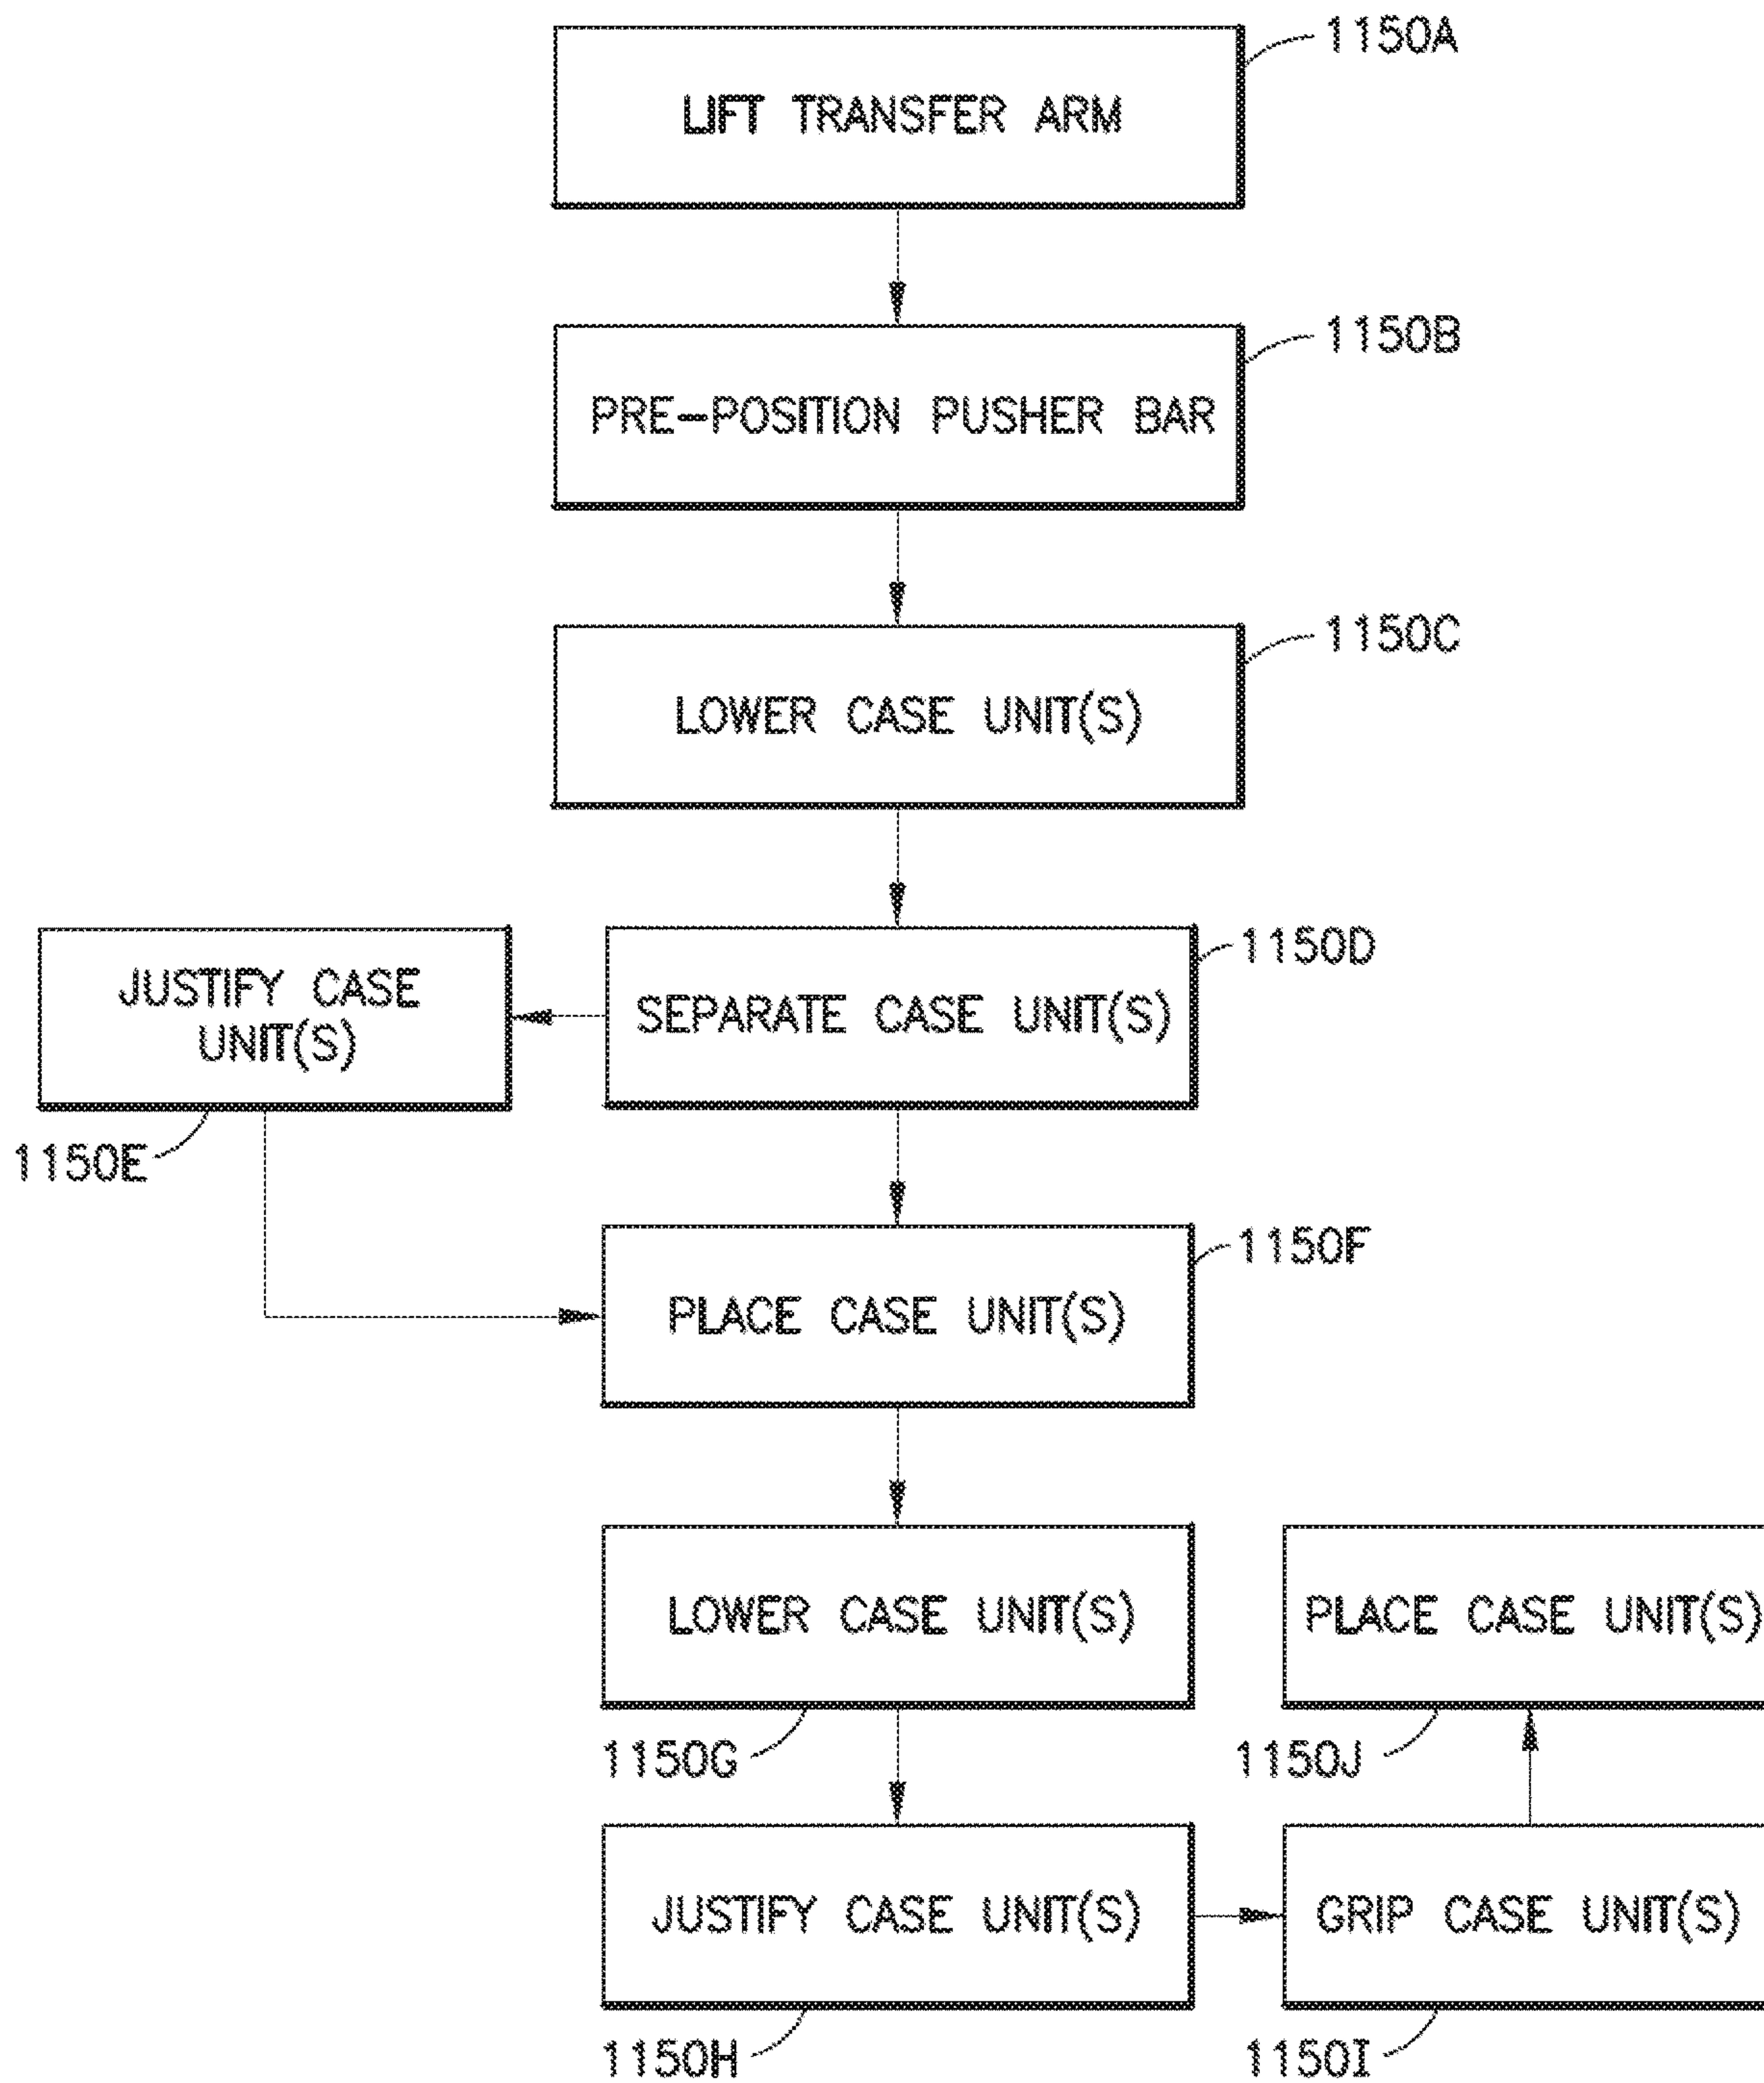 1150A
LIFT TRANSFER ARM
1150B
PRE-POSITION PUSHER BAR
1150C
LOWER CASE UNIT(S)
1150D
JUSTIFY CASE
UNIT(S)
SEPARATE CASE UNIT(S)
1150E
1150F
PLACE CASE UNIT(S)
LOWER CASE UNIT(S)
PLACE CASE UNIT(S)
1150G
1150J
JUSTIFY CASE UNIT(S)
GRIP CASE UNIT(S)
1150H
1150I